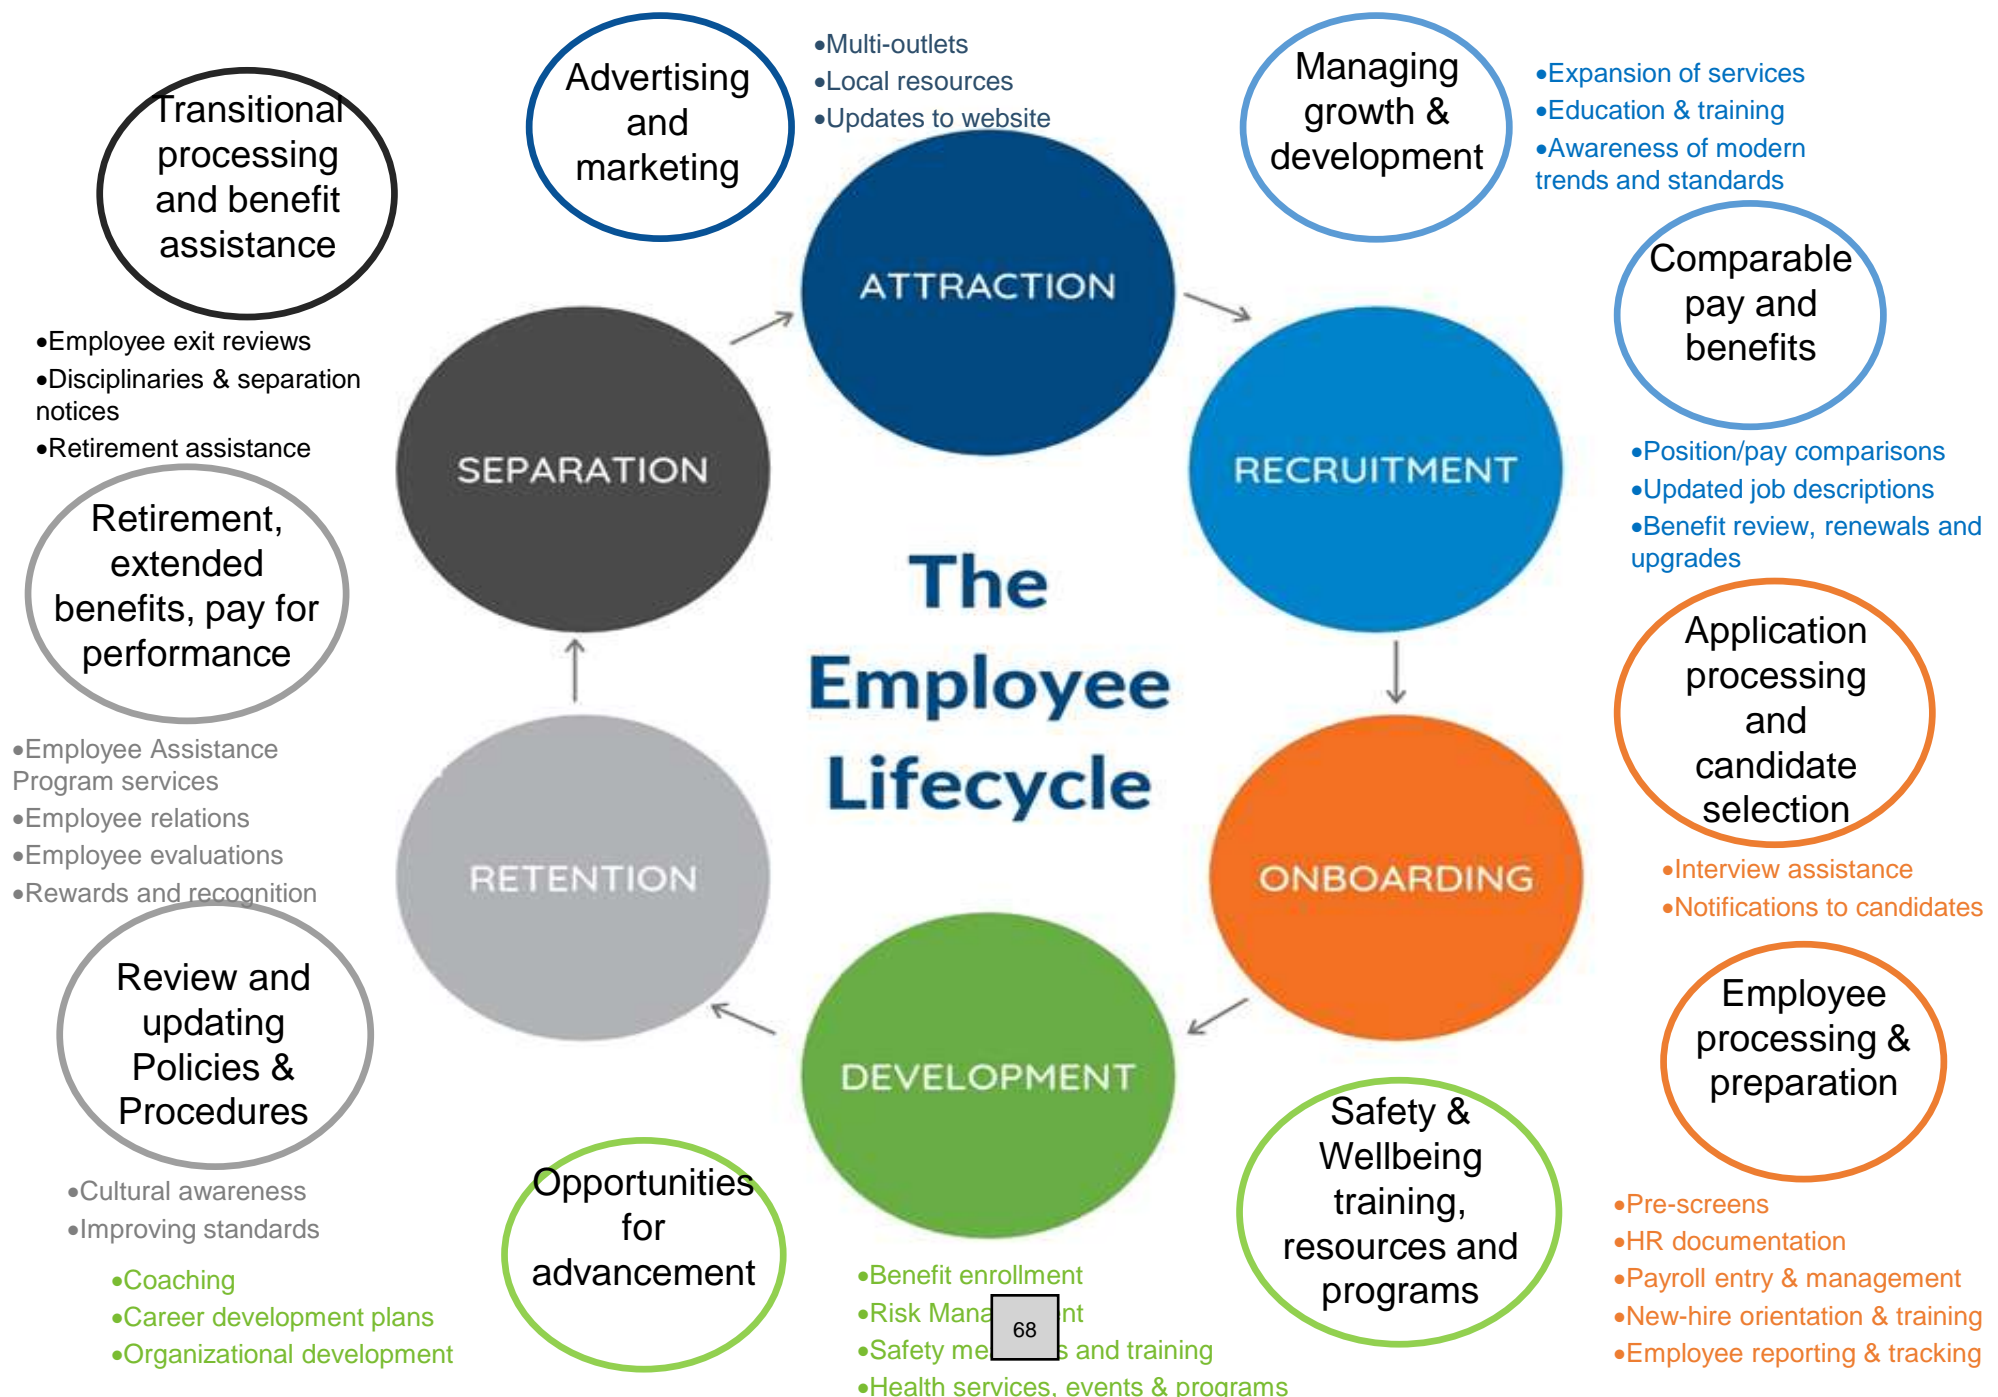 Transitional
processing
and benefit
assistance
•Employee exit reviews
•Disciplinaries & separation
notices
•Retirement assistance
Advertising
and
marketing
•Multi-outlets
•Local resources
•Updates to website
Managing
growth &
development
•Expansion of services
•Education & training
•Awareness of modern
trends and standards
Comparable
pay and
benefits
•Position/pay comparisons
•Updated job descriptions
•Benefit review, renewals and
upgrades
ATTRACTION
SEPARATION
RECRUITMENT
The
Employee
Lifecycle
Retirement,
extended
benefits, pay for
performance
•Employee Assistance
Program services
•Employee relations
•Employee evaluations
•Rewards and recognition
Application
processing
and
candidate
selection
•Interview assistance
•Notifications to candidates
RETENTION
ONBOARDING
DEVELOPMENT
Review and
updating
Policies &
Procedures
•Cultural awareness
•Improving standards
Employee
processing &
preparation
•Pre-screens
•HR documentation
•Payroll entry & management
•New-hire orientation & training
•Employee reporting & tracking
Opportunities
for
advancement
•Coaching
•Career development plans
•Organizational development
Safety &
Wellbeing
training,
resources and
programs
•Benefit enrollment
•Risk
•Safety and training
•Health services, events & programs
68